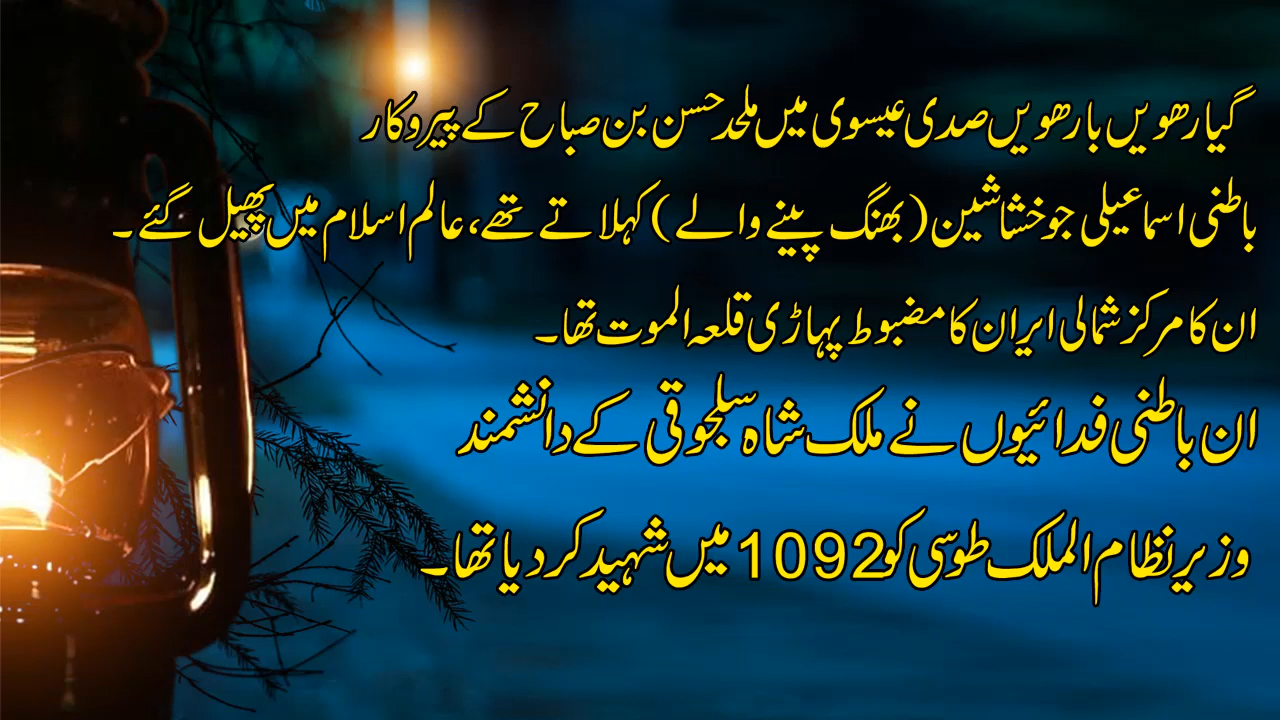 گیارھویں بارھویں صدی عیسوی میں ملحد حسن بن صباح کے پیروکار
باطنی اسماعیلی جو خشاشین (بھنگ پینے والے) کہلاتے تھے، عالم اسلام میں پھیل گئے۔
ان کا مرکز شمالی ایران کا مضبوط پہاڑی قلعہ الموت تھا۔
ان باطنی فدائیوں نے ملک شاہ سلجوقی کے دانشمند
وزیر نظام الملک طوسی کو 1092 میں شہید کر دیا تھا۔